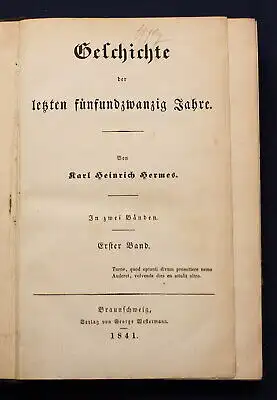 Geschichte
der
letzten fünfundzwanzig Jahre.
Von
Karl Heinrich Hermes.
In zwei Bänden.
Erster Band.
Turne, quod optanti divum promittere nemo
Auderet, volvenda dies en attulit ultro.
Braunschweig,
Verlag von George Westermann.
1841.